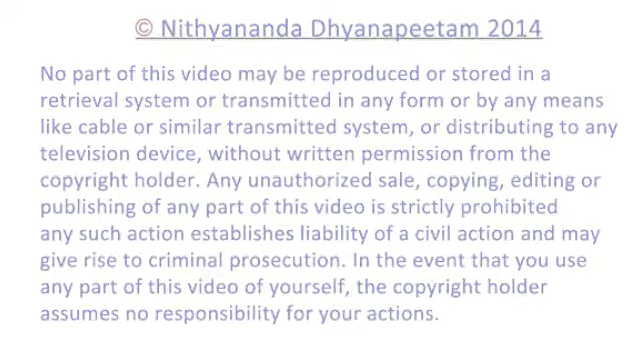 © Nithyananda Dhyanapeetam 2014
No part of this video may be reproduced or stored in a
retrieval system or transmitted in any form or by any means
like cable or similar transmitted system, or distributing to any
television device, without written permission from the
copyright holder. Any unauthorized sale, copying, editing or
publishing of any part of this video is strictly prohibited
any such action establishes liability of a civil action and may
give rise to criminal prosecution. In the event that you use
any part of this video of yourself, the copyright holder
assumes no responsibility for your actions.